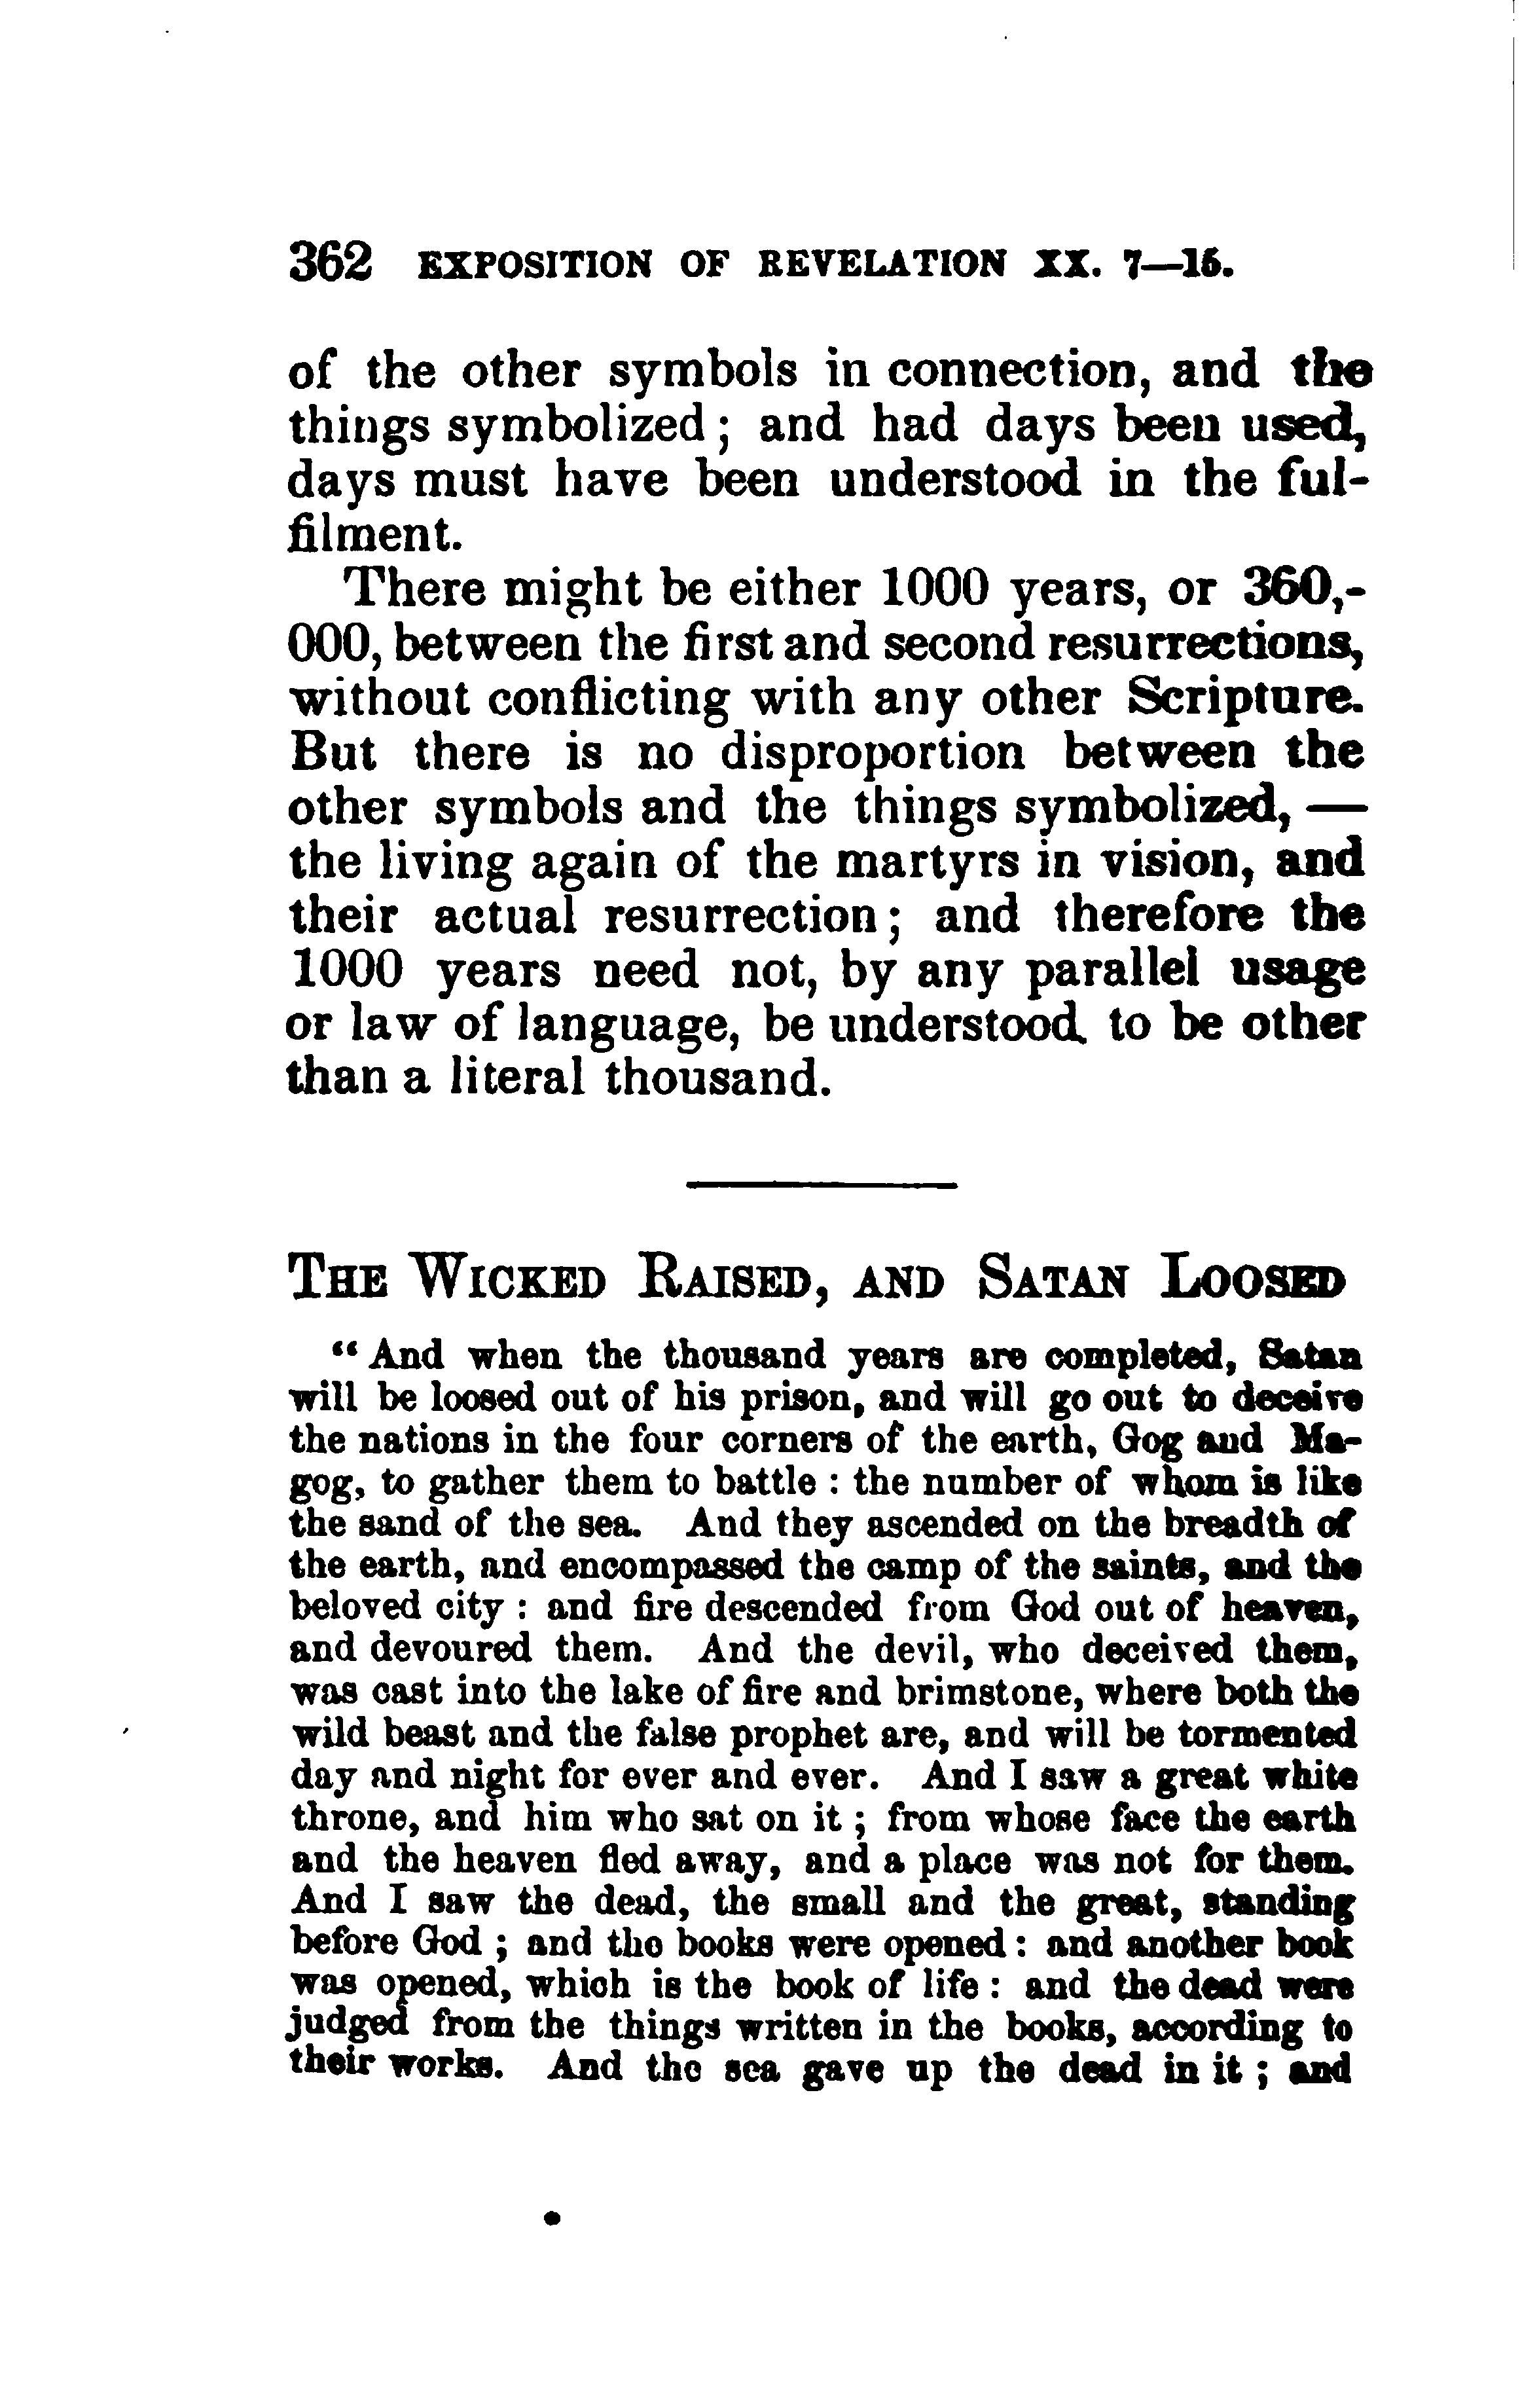 362 EXPOSITION OF REVELATION XX. 7—15.
of the other symbols in connection, and the
things symbolized; and had days been used,
days must have been understood in the ful-
filment.
There might be either 1000 years, or 360,-
000, between the first and second resurrections,
without conflicting with any other Scripture.
But there is no disproportion between the
other symbols and the things symbolized, —
the living again of the martyrs in vision, and
their actual resurrection; and therefore the
1000 years need not, by any parallel usage
or law of language, be understood to be other
than a literal thousand.
THE WICKED RAISED, AND SATAN LOOSED
“And when the thousand years are completed, Satan
will be loosed out of his prison, and will go out to deceive
the nations in the four corners of the earth, Gog and Ma-
gog, to gather them to battle : the number of whom is like
the sand of the sea. And they ascended on the breadth of
the earth, and encompassed the camp of the saints, and the
beloved city : and fire descended from God out of heaven,
and devoured them. And the devil, who deceived them,
was cast into the lake of fire and brimstone, where both the
wild beast and the false prophet are, and will be tormented
day and night for ever and ever. And I saw a great white
throne, and him who sat on it ; from whose face the earth
and the heaven fled away, and a place was not for them.
And I saw the dead, the small and the great, standing
before God ; and the books were opened : and another book
was opened, which is the book of life : and the dead were
judged from the things written in the books, according to
their works. And the sea gave up the dead in it ; and